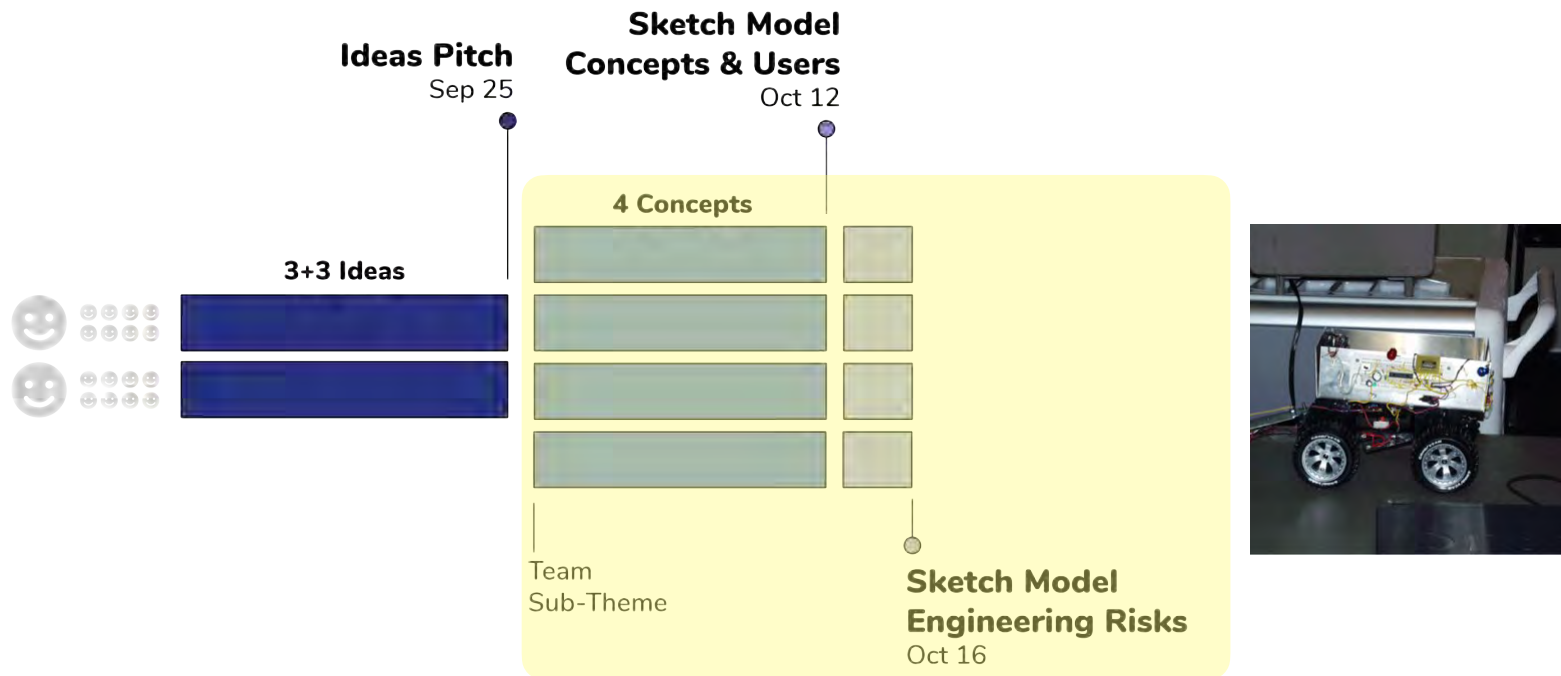 Ideas Pitch
Sep 25
Sketch Model
Concepts & Users
Oct 12
3+3 Ideas
4 Concepts
Team
Sub-Theme
Sketch Model
Engineering Risks
Oct 16